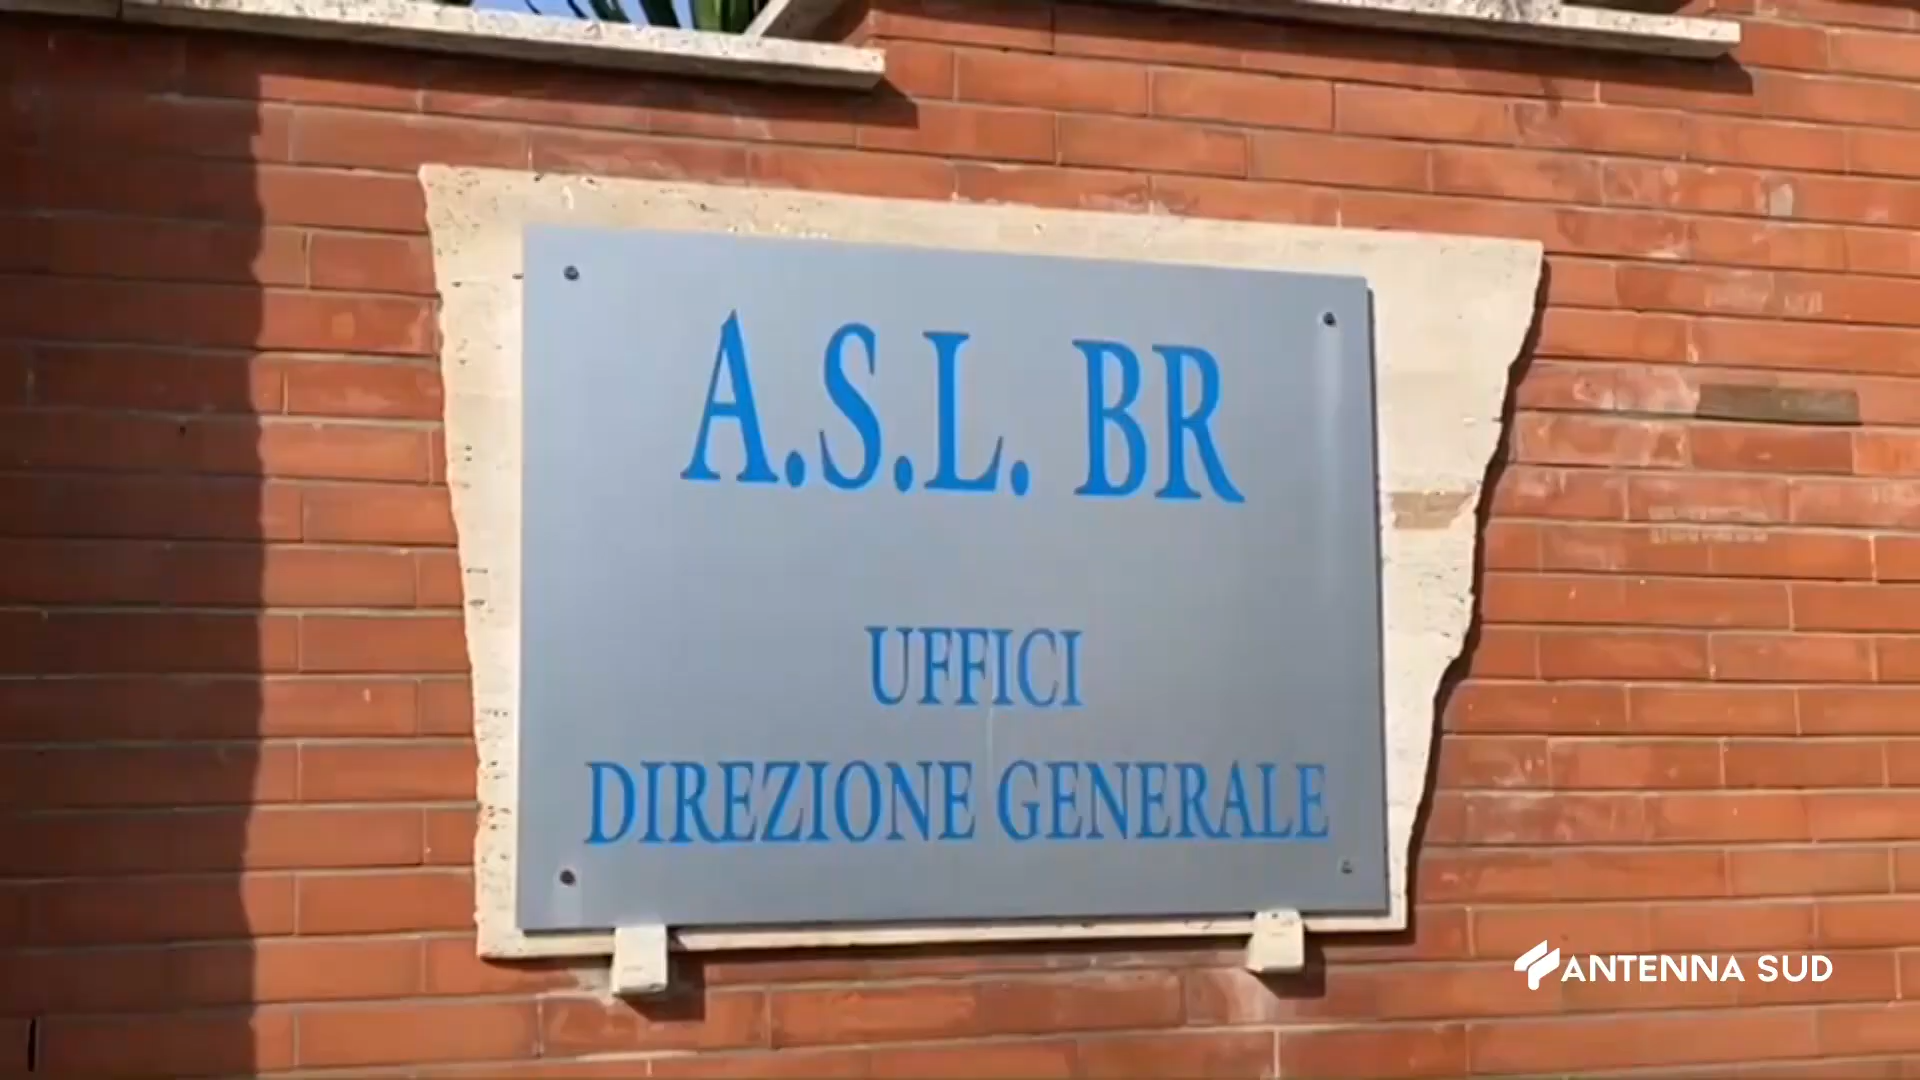 A.S.L. BR
UFFICI
DIREZIONE GENERALE
ANTENNA SUD